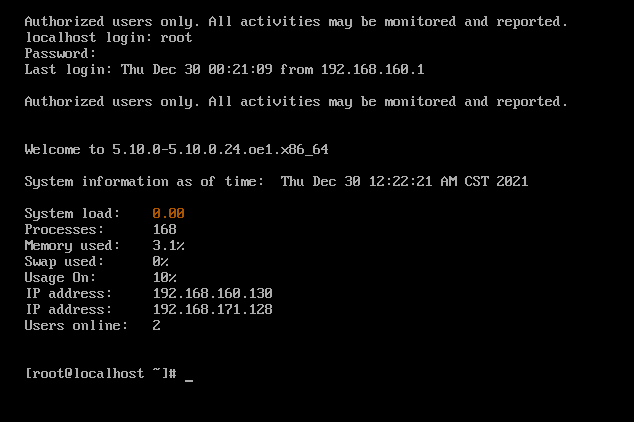 Authorized users only. All activities may be monitored and reported.
localhost login: root
Password:
Last login: Thu Dec 30 00:21:09 from 192.168.160.1
Authorized users only. All activities may be monitored and reported.
Welcome to 5.10.0-5.10.0.24.oe1.x86_64
System information as of time:  Thu Dec 30 12:22:21 AM CST 2021
System load:    0.00
Processes:      168
Memory used:    3.1%
Swap used:      0%
Usage On:       10%
IP address:     192.168.160.130
IP address:     192.168.171.128
Users online:   2
[root@localhost ~]# _